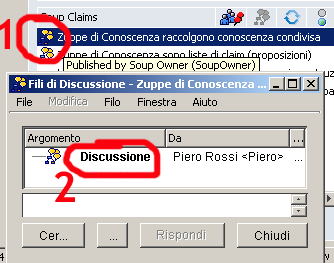 Soup Claims
1
Zuppe di Conoscenza raccolgono conoscenza condivisa
Zuppe di Conoscenza sono liste di claim (proposizioni)
Published by Soup Owner (SoupOwner)
Fili di Discussione - Zuppe di Conoscenza ...
File Modifica Filo Finestra Aiuto
Argomento Da ...
Discussione Piero Rossi <Piero> ...
2
Cer... ... Rispondi Chiudi